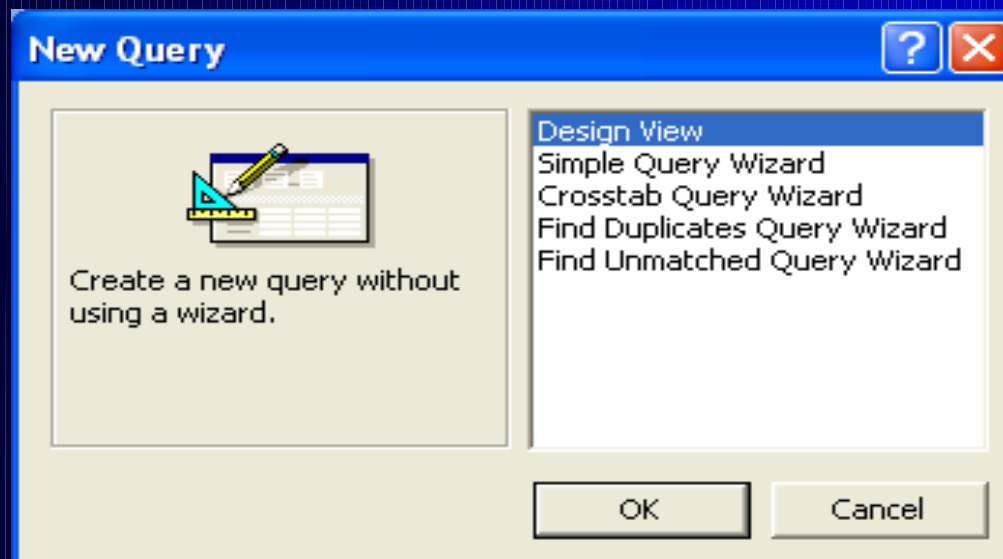 New Query
Create a new query without
using a wizard.
Design View
Simple Query Wizard
Crosstab Query Wizard
Find Duplicates Query Wizard
Find Unmatched Query Wizard
OK
Cancel